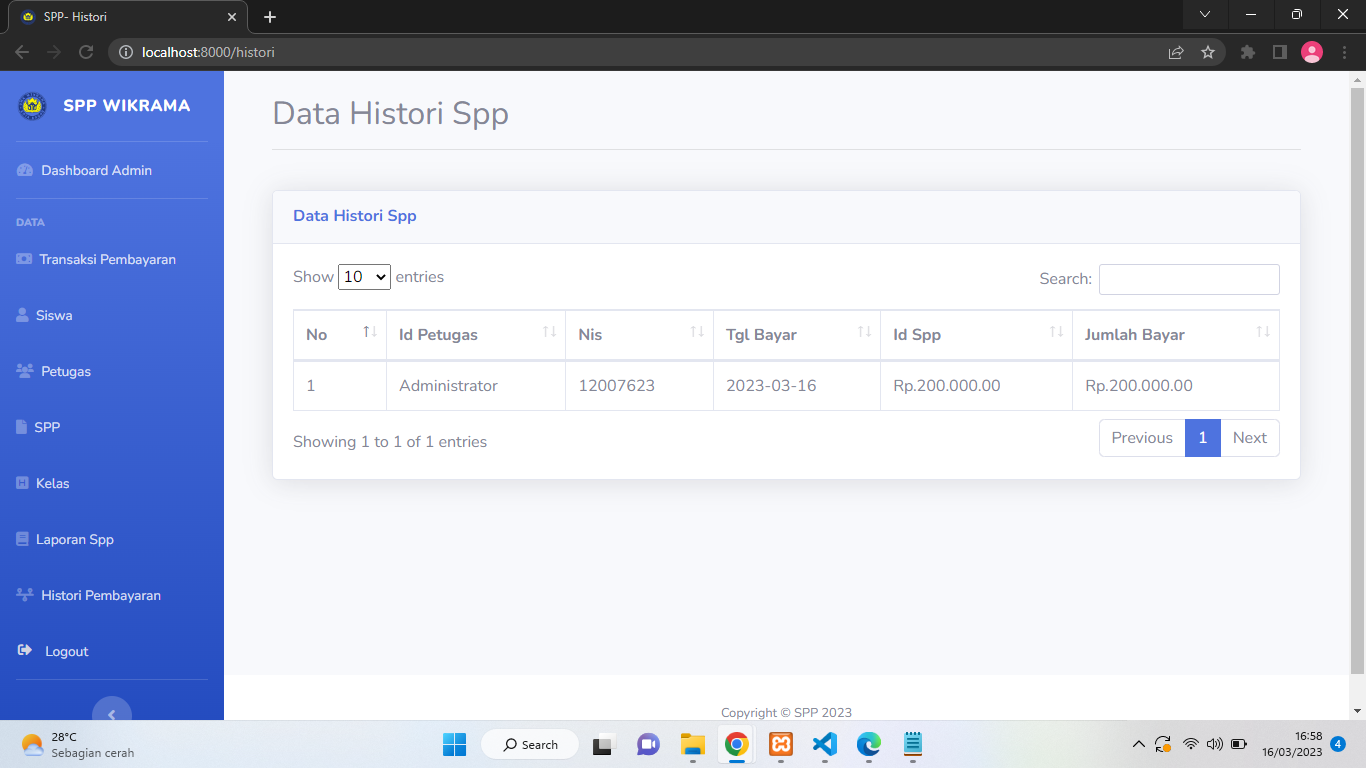 SPP- Histori
localhost:8000/histori
SPP WIKRAMA
Dashboard Admin
DATA
Transaksi Pembayaran
Siswa
Petugas
SPP
Kelas
Laporan Spp
Histori Pembayaran
Logout
Data Histori Spp
Data Histori Spp
Show 10 entries
Search:
No Id Petugas Nis Tgl Bayar Id Spp Jumlah Bayar
1 Administrator 12007623 2023-03-16 Rp.200.000.00 Rp.200.000.00
Showing 1 to 1 of 1 entries
Previous 1 Next
Copyright © SPP 2023
28°C
Sebagian cerah
Search
16:58
16/03/2023
4